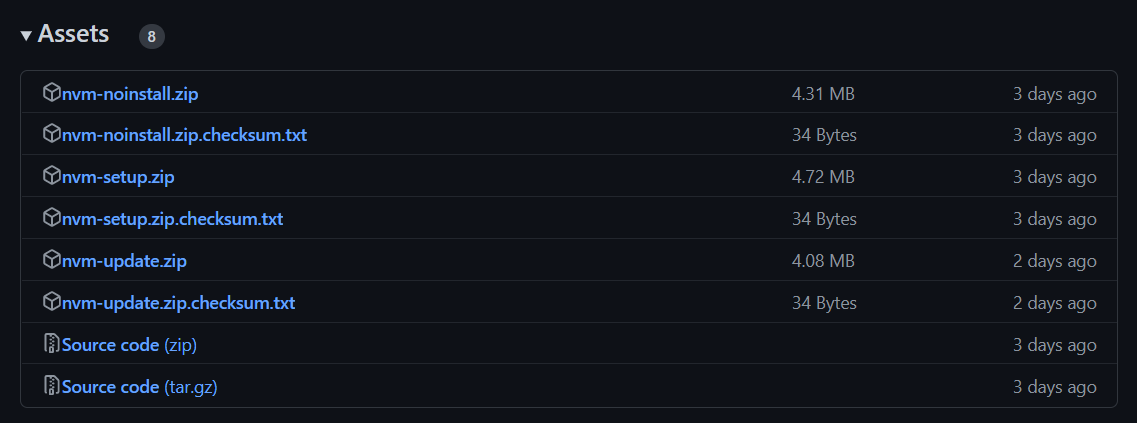 Assets 8
nvm-noinstall.zip 4.31 MB 3 days ago
nvm-noinstall.zip.checksum.txt 34 Bytes 3 days ago
nvm-setup.zip 4.72 MB 3 days ago
nvm-setup.zip.checksum.txt 34 Bytes 3 days ago
nvm-update.zip 4.08 MB 2 days ago
nvm-update.zip.checksum.txt 34 Bytes 2 days ago
Source code (zip) 3 days ago
Source code (tar.gz) 3 days ago